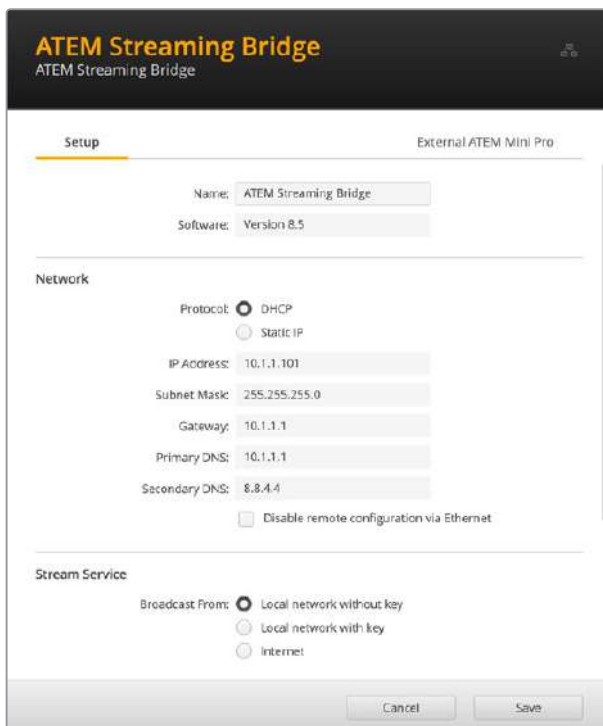 ATEM Streaming Bridge
ATEM Streaming Bridge
Setup External ATEM Mini Pro
Name: ATEM Streaming Bridge
Software: Version 8.5
Network
Protocol: DHCP
Static IP
IP Address: 10.1.1.101
Subnet Mask: 255.255.255.0
Gateway: 10.1.1.1
Primary DNS: 10.1.1.1
Secondary DNS: 8.8.4.4
Disable remote configuration via Ethernet
Stream Service
Broadcast From: Local network without key
Local network with key
Internet
Cancel Save